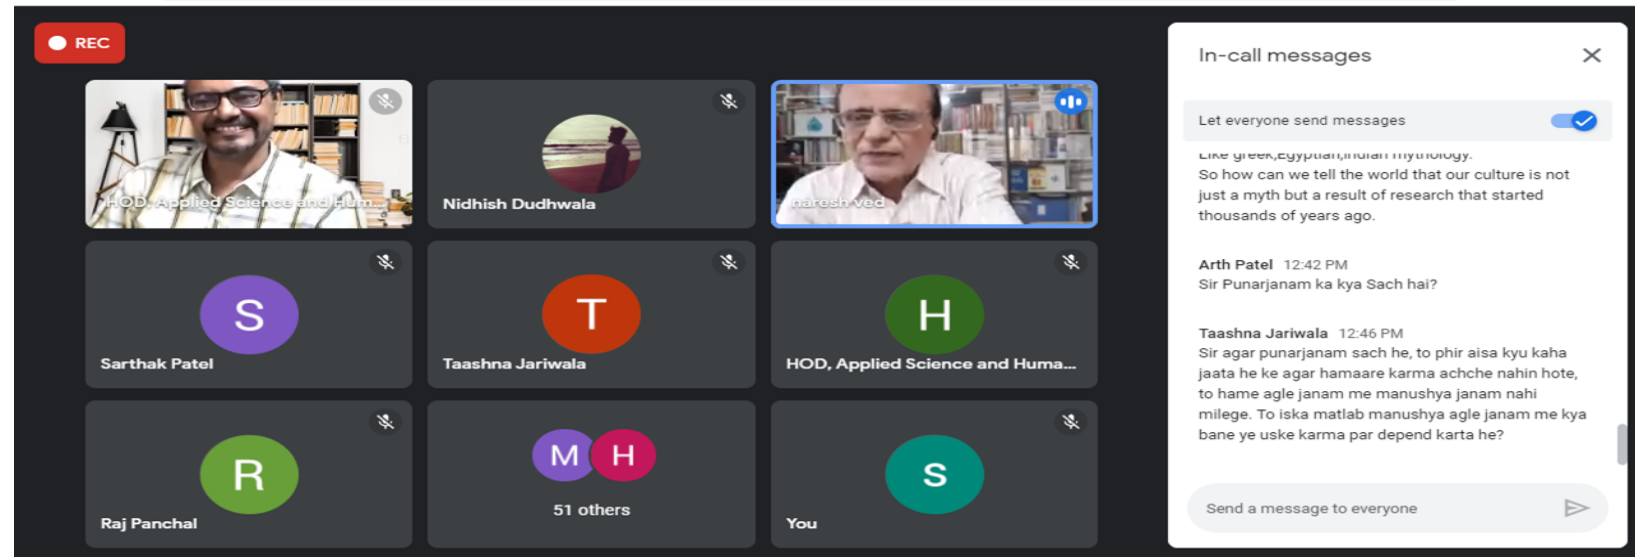 REC
In-call messages
Let everyone send messages
Like greek,Egyptian,Indian mythology.
So how can we tell the world that our culture is not
just a myth but a result of research that started
thousands of years ago.
Arth Patel 12:42 PM
Sir Punarjanam ka kya Sach hai?
Taashna Jariwala 12:46 PM
Sir agar punarjanam sach he, to phir aisa kyu kaha
jaata he ke agar hamaare karma achche nahin hote,
to hame agle janam me manushya janam nahi
milege. To iska matlab manushya agle janam me kya
bane ye uske karma par depend karta he?
Send a message to everyone
HOD, Applied Science and Hum...
Nidhish Dudhwala
naresh ved
S
Sarthak Patel
T
Taashna Jariwala
H
HOD, Applied Science and Huma...
R
Raj Panchal
M H
51 others
S
You